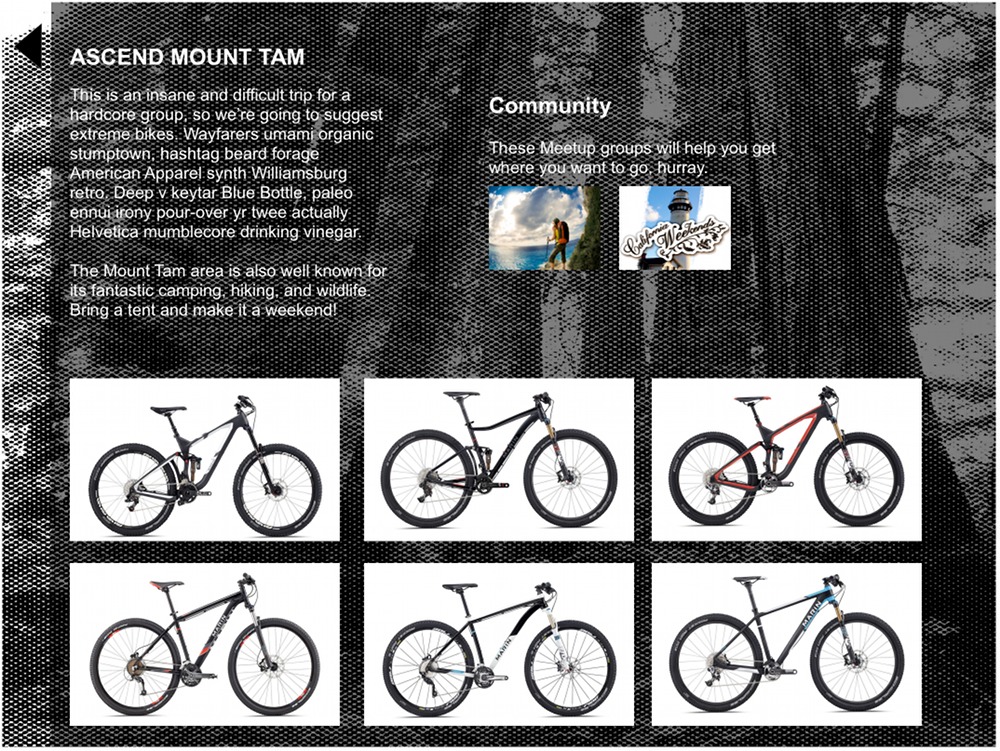 ASCEND MOUNT TAM
This is an insane and difficult trip for a
hardcore group, so we're going to suggest
extreme bikes. Wayfarers umami organic
stumptown, hashtag beard forage
American Apparel synth Williamsburg
retro. Deep v keytar Blue Bottle, paleo
ennui irony pour-over yr twee actually
Helvetica mumblecore drinking vinegar.
The Mount Tam area is also well known for
its fantastic camping, hiking, and wildlife.
Bring a tent and make it a weekend!
Community
These Meetup groups will help you get
where you want to go, hurray.
California
Weekends
MARIN
MARIN
MARIN